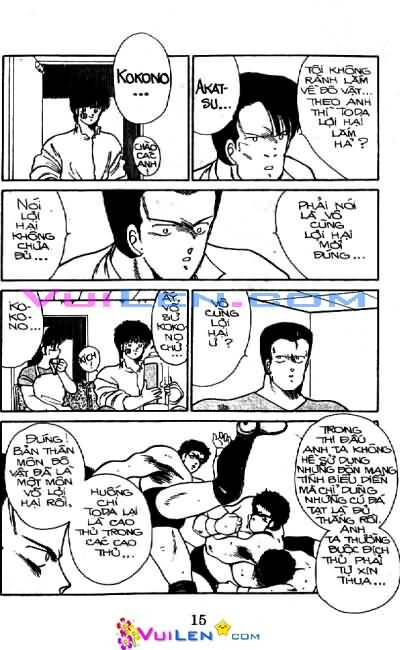 KOKONO
...
CHÀO
CÁC
ANH!
AKAT-
SU...
TÔI KHÔNG
RÀNH LẮM
VỀ ĐÔ VẬT...
THEO ANH
THÌ TODA
LỢI HẠI
LẮM
HẢ?
NÓI
LỢI
HẠI
KHÔNG
CHƯA
ĐỦ...
PHẢI NÓI
LÀ VÔ
CÙNG
LỢI HẠI
MỚI
ĐÚNG...
KO-
KO-
NO...
KỊCH
SƯ
KOKO-
NO CHỨ...
VÔ
CÙNG
LỢI
HẠI
Ư?
VuiLen.com
ĐÚNG!
BẢN THÂN
MÔN ĐÔ
VẬT ĐÃ LÀ
MỘT MÔN
VÕ LỢI
HẠI RỒI,
HUỐNG
CHI
TODA LẠI
LÀ CAO
THỦ TRONG
CÁC CAO
THỦ...
TRONG
THI ĐẤU
ANH TA KHÔNG
HỀ SỬ DỤNG
NHỮNG ĐÒN MANG
TÍNH BIỂU DIỄN
MÀ CHỈ DÙNG
NHỮNG CÚ ĐÁ
TẠT LÀ ĐỦ
THẮNG RỒI.
ANH
TA THƯỜNG
BUỘC ĐỊCH
THỦ PHẢI
TỰ XIN
THUA...
15
VuiLen.com